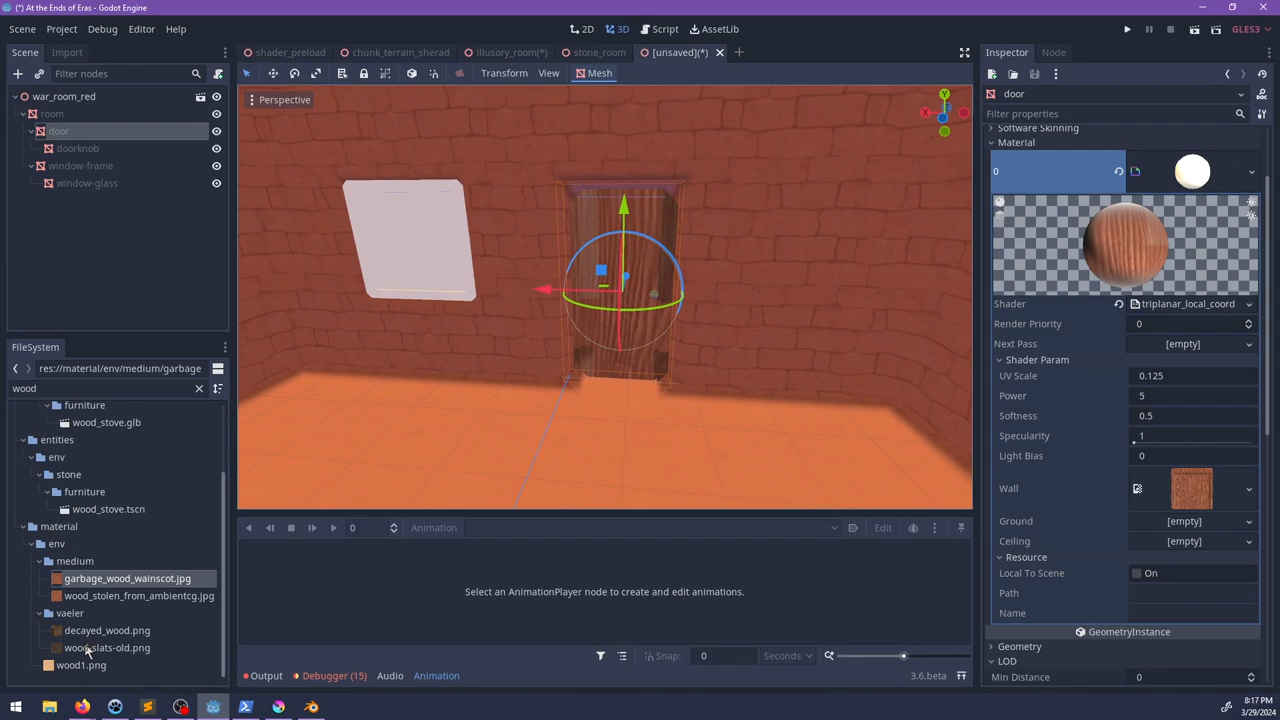 (*) At the Ends of Eras - Godot Engine
Scene Project Debug Editor Help
2D 3D Script AssetLib
GLES3
Scene Import
shader_preload chunk_terrain_sherad Illusory_room(*) stone_room [unsaved](*)
Inspector Node
Filter nodes
Transform View Mesh
war_room_red
room
door
doorknob
window-frame
window-glass
Perspective
X
Y
door
Filter properties
Software Skinning
Material
0
Shader triplanar_local_coord
Render Priority 0
Next Pass [empty]
Shader Param
UV Scale 0.125
Power 5
Softness 0.5
Specularity 1
Light Bias 0
Wall
Ground [empty]
Ceiling [empty]
Resource
Local To Scene On
Path
Name
GeometryInstance
Geometry
LOD
Min Distance 0
FileSystem
res://material/env/medium/garbage
wood
furniture
wood_stove.glb
entities
env
stone
furniture
wood_stove.tscn
material
env
medium
garbage_wood_wainscot.jpg
wood_stolen_from_ambientcg.jpg
vaeler
decayed_wood.png
wood-slats-old.png
wood1.png
0 Animation Edit
Select an AnimationPlayer node to create and edit animations.
Snap: 0 Seconds
Output Debugger (15) Audio Animation
3.6.beta
8:17 PM
3/29/2024